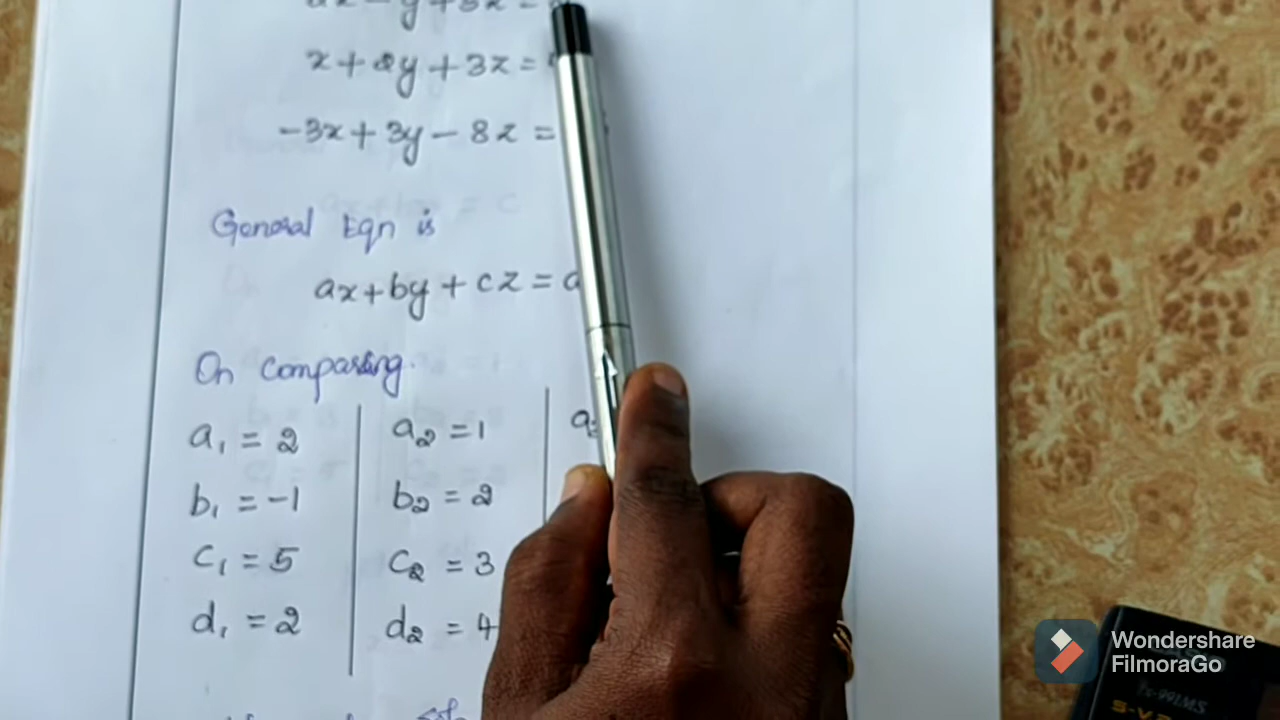 x + 2y + 3z =
-3x + 3y - 8z =
General Eqn is
ax + by + cz =
On comparing.
a₁ = 2 a₂ = 1
b₁ = -1 b₂ = 2
c₁ = 5 c₂ = 3
d₁ = 2 d₂ = 4
Wondershare
FilmoraGo